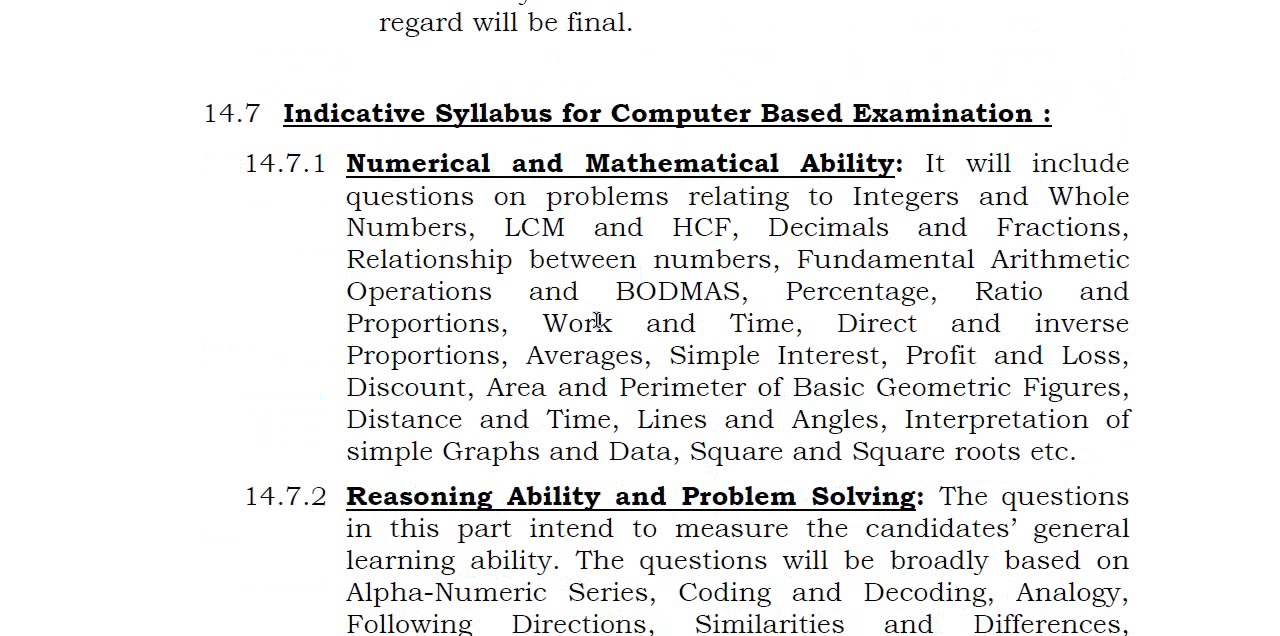 regard will be final.
14.7 Indicative Syllabus for Computer Based Examination :
14.7.1 Numerical and Mathematical Ability: It will include
questions on problems relating to Integers and Whole
Numbers, LCM and HCF, Decimals and Fractions,
Relationship between numbers, Fundamental Arithmetic
Operations and BODMAS, Percentage, Ratio and
Proportions, Work and Time, Direct and inverse
Proportions, Averages, Simple Interest, Profit and Loss,
Discount, Area and Perimeter of Basic Geometric Figures,
Distance and Time, Lines and Angles, Interpretation of
simple Graphs and Data, Square and Square roots etc.
14.7.2 Reasoning Ability and Problem Solving: The questions
in this part intend to measure the candidates’ general
learning ability. The questions will be broadly based on
Alpha-Numeric Series, Coding and Decoding, Analogy,
Following Directions, Similarities and Differences,